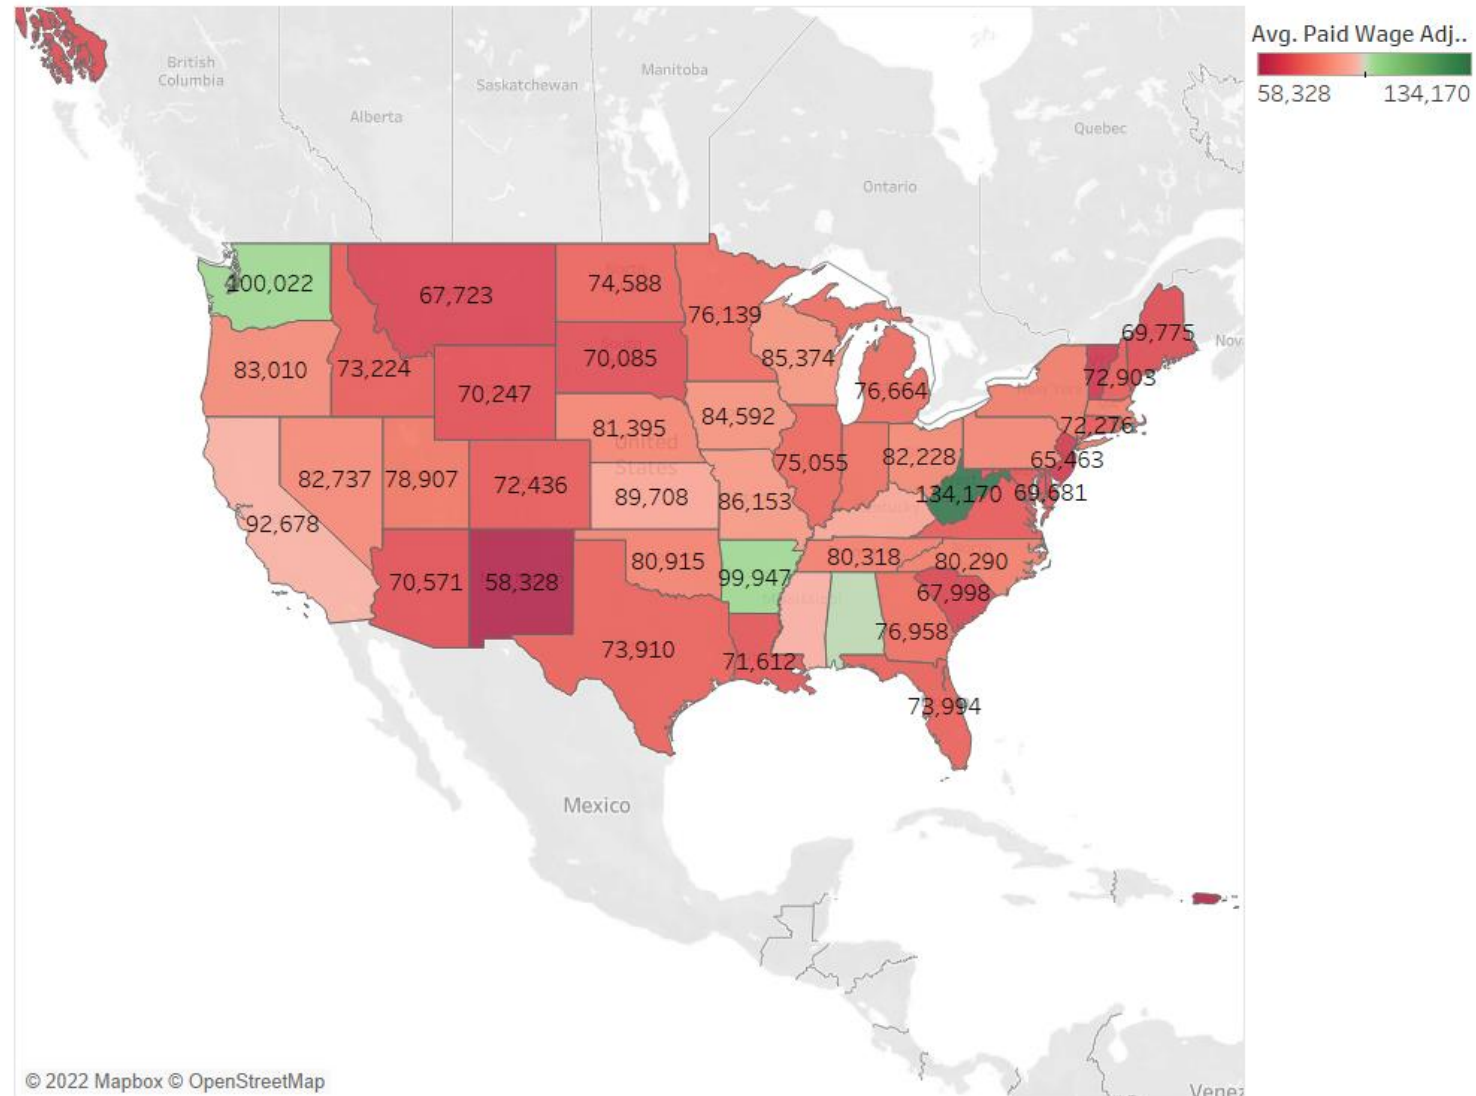 Avg. Paid Wage Adj..
58,328 134,170
British
Columbia
Alberta
Saskatchewan
Manitoba
Ontario
Quebec
Nov
100,022
67,723
74,588
76,139
69,775
83,010
73,224
70,247
70,085
85,374
76,664
72,903
81,395
84,592
72,276
United
States
82,737
78,907
72,436
89,708
86,153
75,055
82,228
65,463
134,170
69,681
92,678
70,571
58,328
80,915
99,947
80,318
80,290
67,998
73,910
71,612
76,958
73,994
Mexico
Venez
© 2022 Mapbox © OpenStreetMap